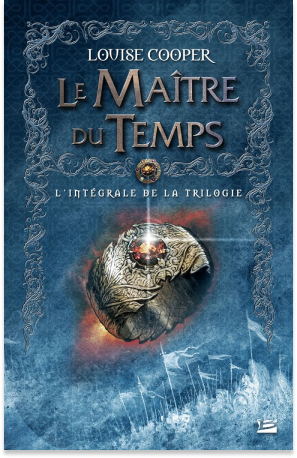 LOUISE COOPER
LE MAÎTRE
DU TEMPS
L'INTÉGRALE DE LA TRILOGIE